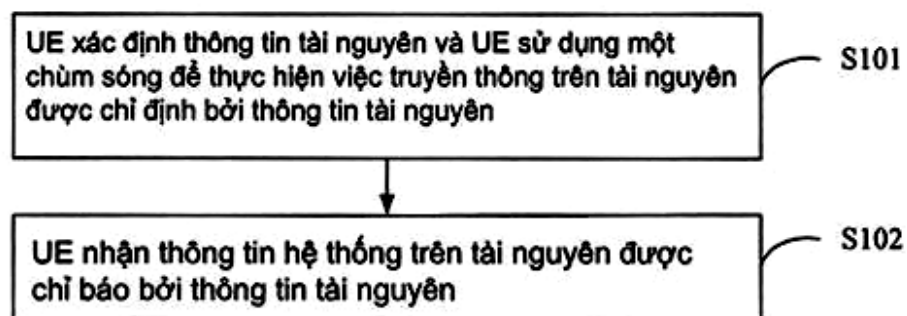 UE xác định thông tin tài nguyên và UE sử dụng một
chùm sóng để thực hiện việc truyền thông trên tài nguyên
được chỉ định bởi thông tin tài nguyên
S101
UE nhận thông tin hệ thống trên tài nguyên được
chỉ báo bởi thông tin tài nguyên
S102